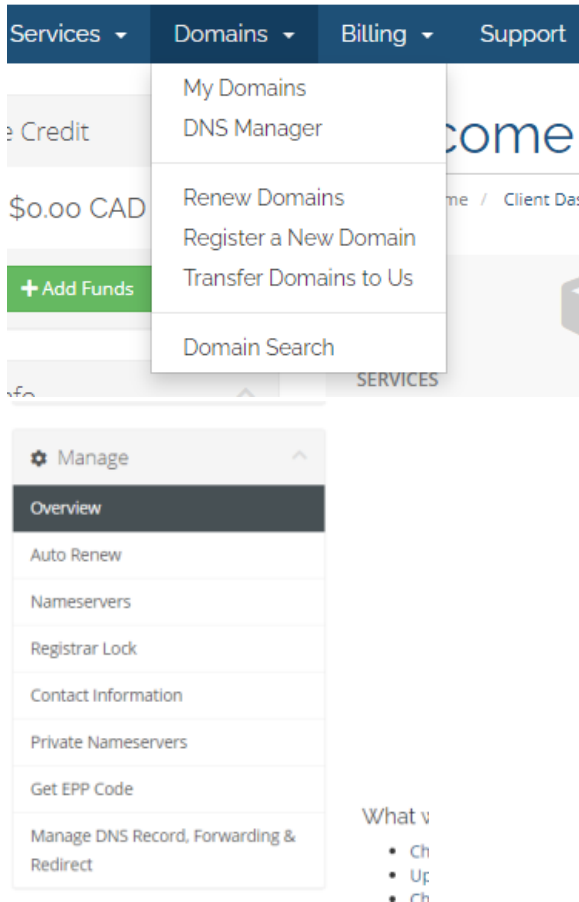 Services
Domains
Billing
Support
My Domains
DNS Manager
Credit
come
$0.00 CAD
Renew Domains
me / Client Das
Register a New Domain
+ Add Funds
Transfer Domains to Us
Domain Search
SERVICES
Manage
Overview
Auto Renew
Nameservers
Registrar Lock
Contact Information
Private Nameservers
Get EPP Code
Manage DNS Record, Forwarding &
Redirect
What
Ch
Up
Ch